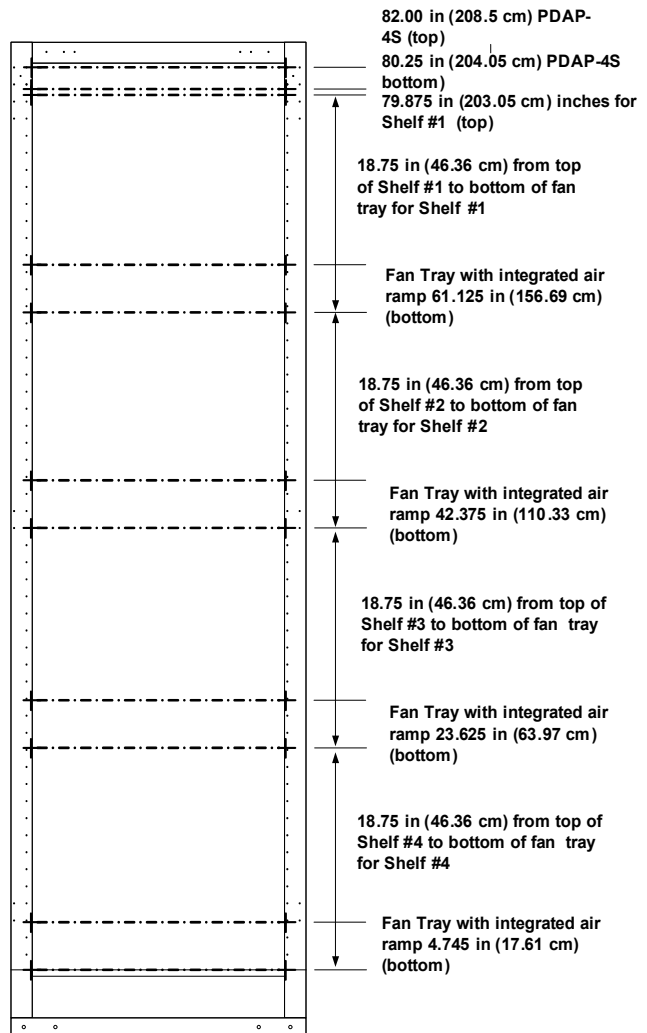 82.00 in (208.5 cm) PDAP-
4S (top)
80.25 in (204.05 cm) PDAP-4S
bottom)
79.875 in (203.05 cm) inches for
Shelf #1 (top)
18.75 in (46.36 cm) from top
of Shelf #1 to bottom of fan
tray for Shelf #1
Fan Tray with integrated air
ramp 61.125 in (156.69 cm)
(bottom)
18.75 in (46.36 cm) from top
of Shelf #2 to bottom of fan
tray for Shelf #2
Fan Tray with integrated air
ramp 42.375 in (110.33 cm)
(bottom)
18.75 in (46.36 cm) from top of
Shelf #3 to bottom of fan tray
for Shelf #3
Fan Tray with integrated air
ramp 23.625 in (63.97 cm)
(bottom)
18.75 in (46.36 cm) from top of
Shelf #4 to bottom of fan tray
for Shelf #4
Fan Tray with integrated air
ramp 4.745 in (17.61 cm)
(bottom)